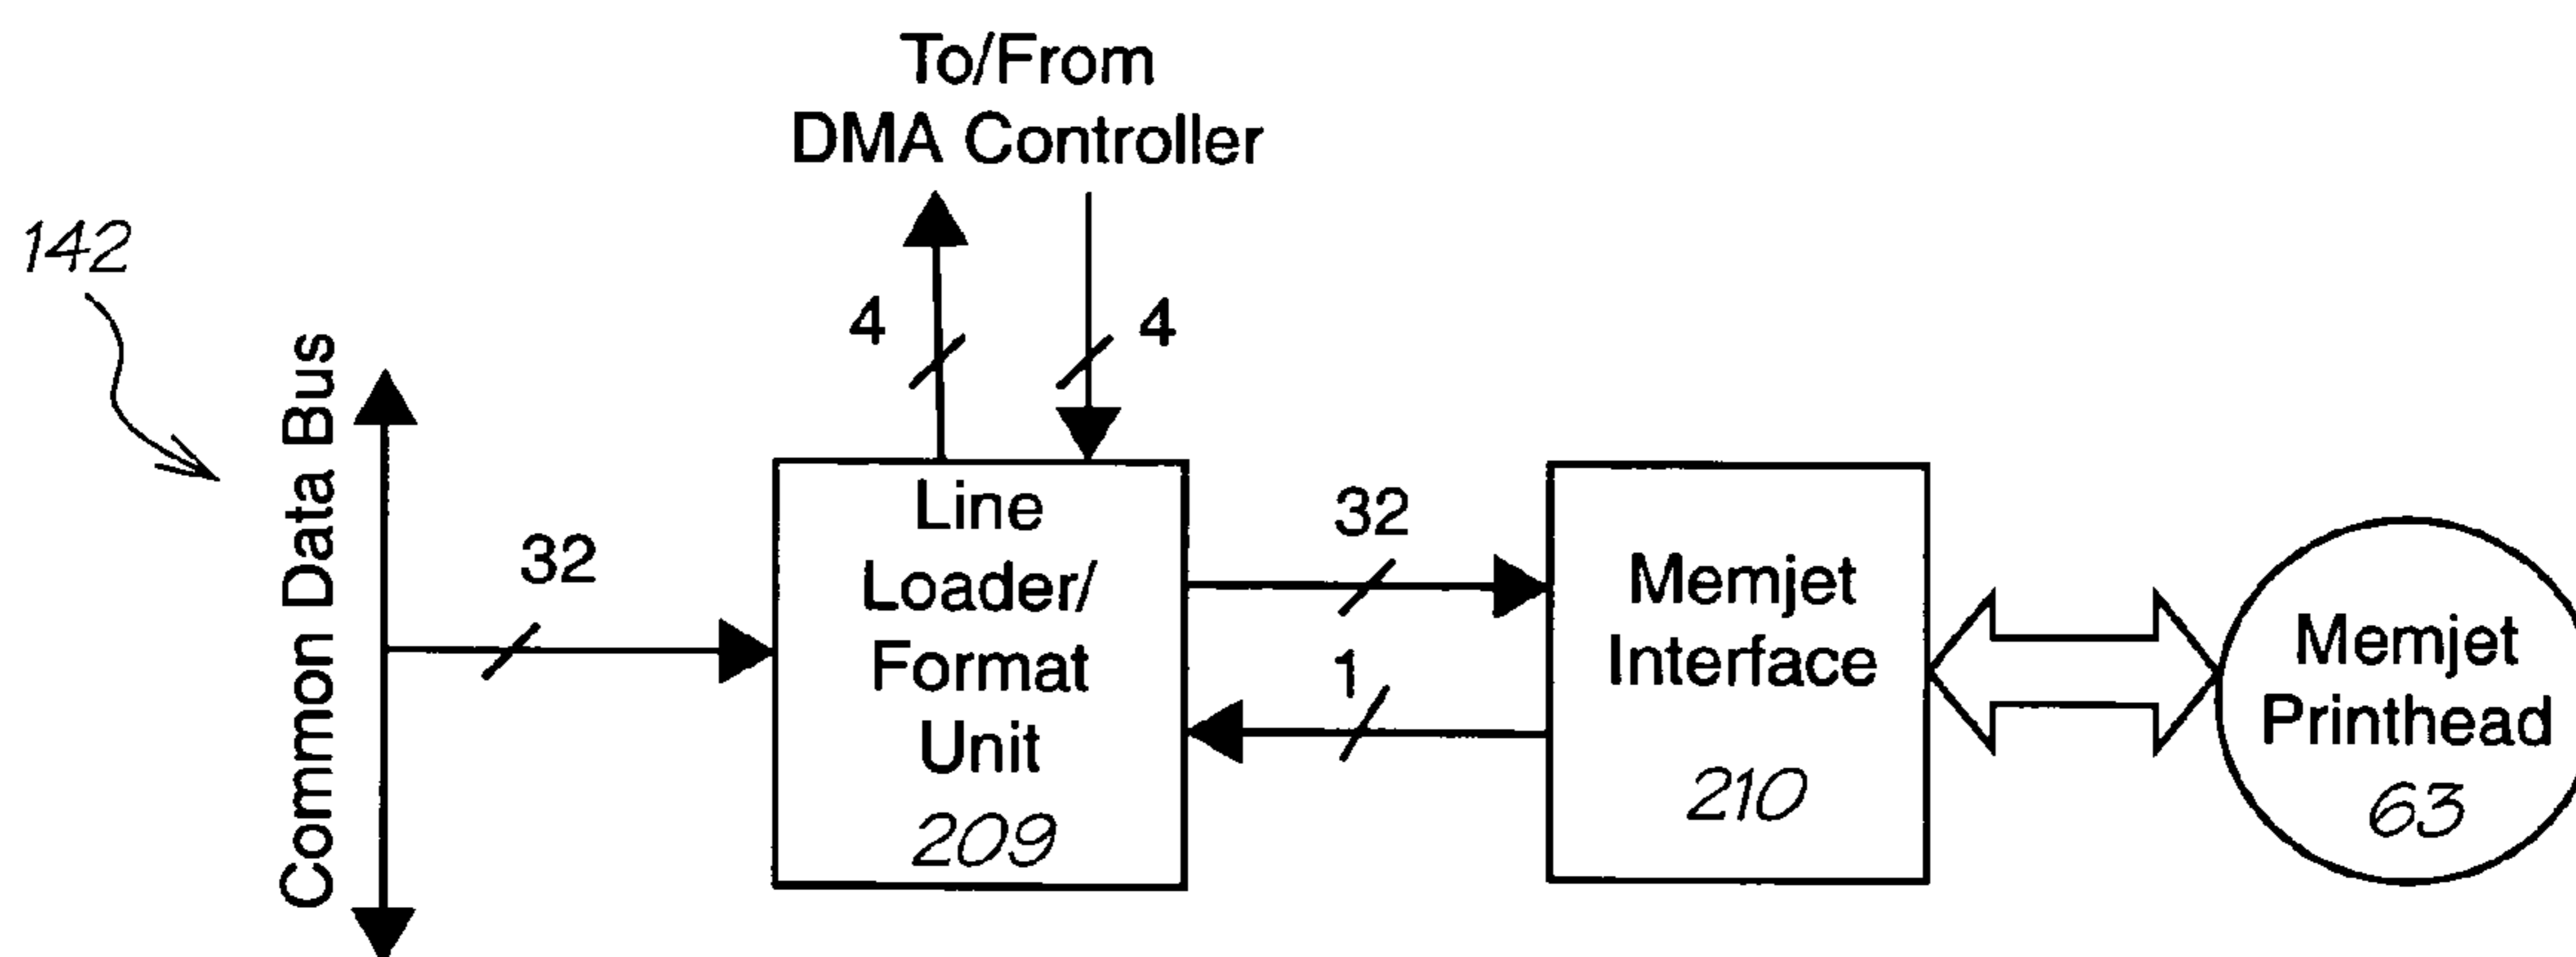 To/From
DMA Controller
142
4
4
Common Data Bus
32
Line
Loader/
Format
Unit
209
32
1
Memjet
Interface
210
Memjet
Printhead
63